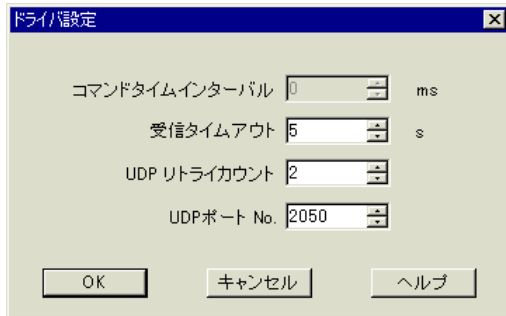 ドライバ設定
コマンドタイムインターバル 0 ms
受信タイムアウト 5 s
UDP リトライカウント 2
UDPポート No. 2050
OK キャンセル ヘルプ